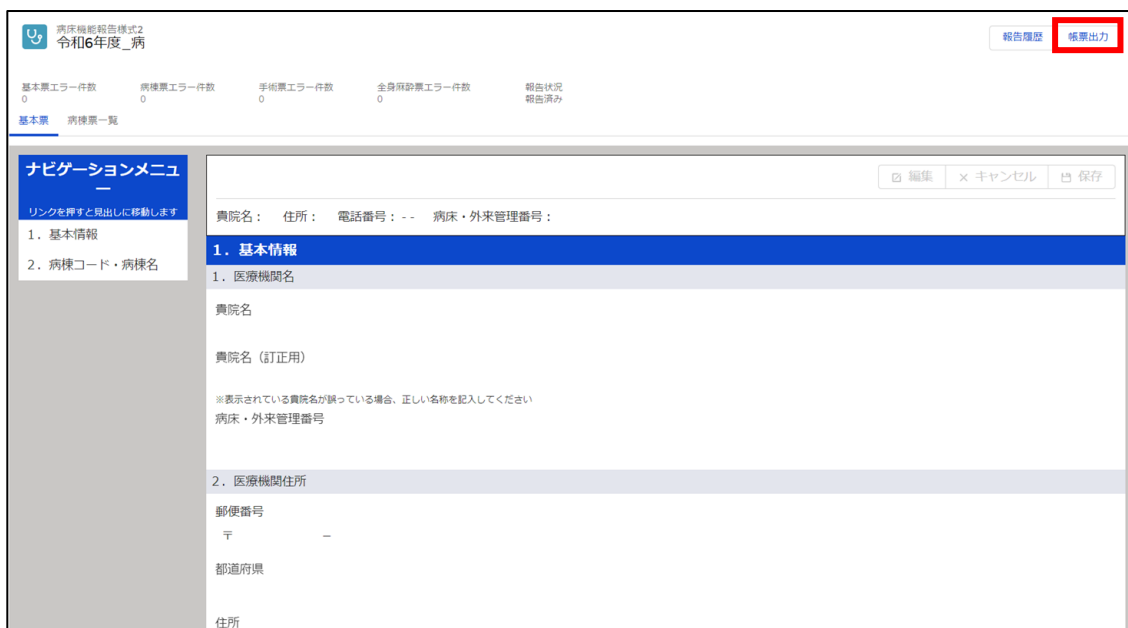 病床機能報告様式2
令和6年度_病
報告履歴 帳票出力
基本票エラー件数 病棟票エラー件数 手術票エラー件数 全身麻酔票エラー件数 報告状況
0 0 0 0 報告済み
基本票 病棟票一覧
ナビゲーションメニュ
ー
リンクを押すと見出しに移動します
1. 基本情報
2. 病棟コード・病棟名
編集 × キャンセル 保存
貴院名: 住所: 電話番号: - - 病床・外来管理番号:
1. 基本情報
1. 医療機関名
貴院名
貴院名(訂正用)
※表示されている貴院名が誤っている場合、正しい名称を記入してください
病床・外来管理番号
2. 医療機関住所
郵便番号
〒 －
都道府県
住所